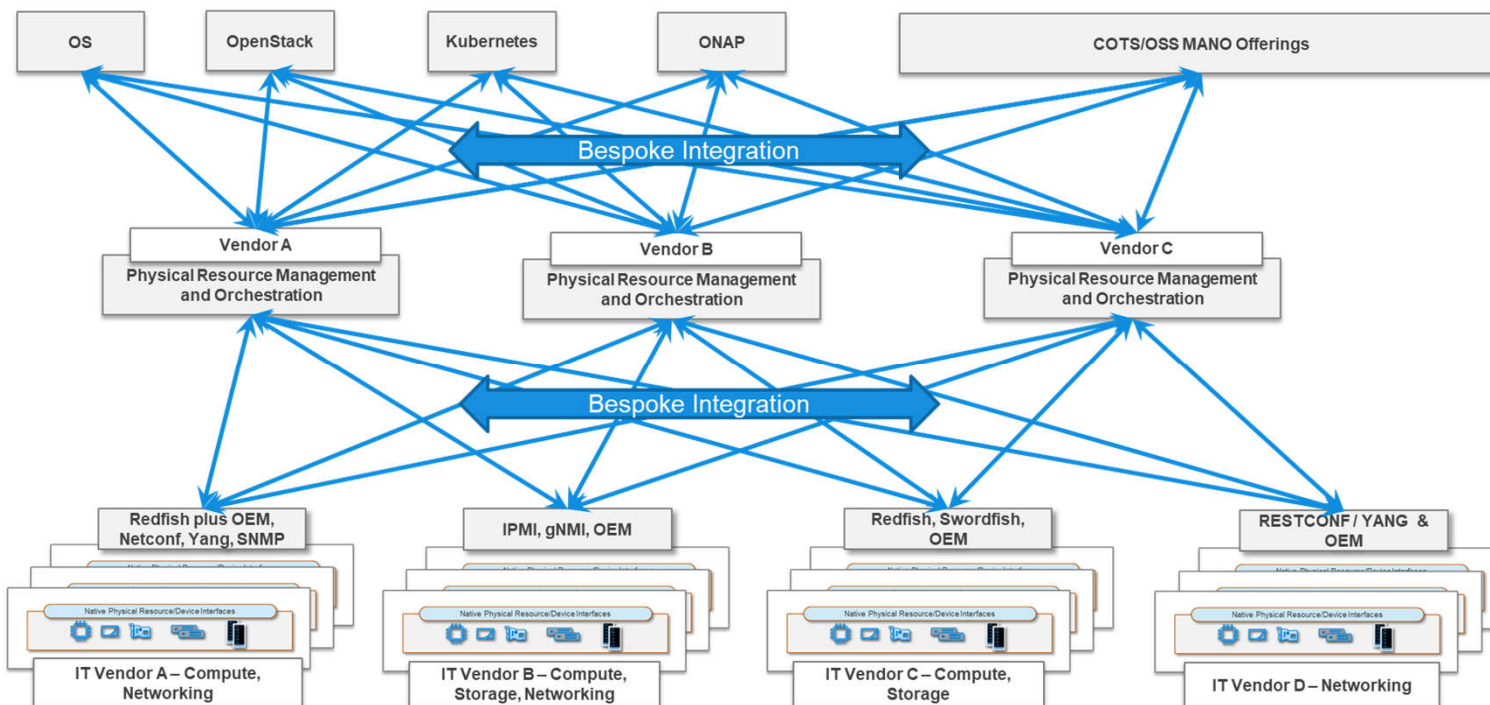 OS
OpenStack
Kubernetes
ONAP
COTS/OSS MANO Offerings
Bespoke Integration
Vendor A
Physical Resource Management
and Orchestration
Vendor B
Physical Resource Management
and Orchestration
Vendor C
Physical Resource Management
and Orchestration
Bespoke Integration
Redfish plus OEM,
Netconf, Yang, SNMP
IPMI, gNMI, OEM
Redfish, Swordfish,
OEM
RESTCONF / YANG &
OEM
Native Physical Resource/Device Interfaces
Native Physical Resource/Device Interfaces
Native Physical Resource/Device Interfaces
Native Physical Resource/Device Interfaces
IT Vendor A – Compute,
Networking
IT Vendor B – Compute,
Storage, Networking
IT Vendor C – Compute,
Storage
IT Vendor D – Networking